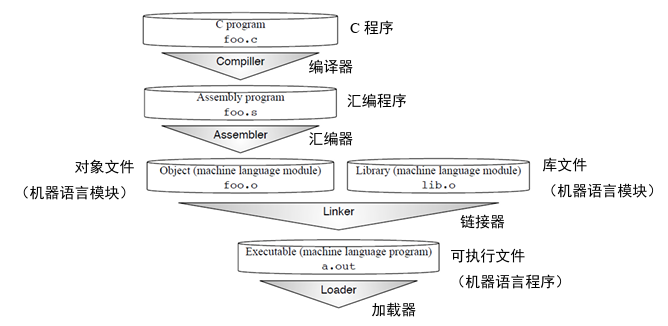 C program
foo.c
C 程序
Compiller
编译器
Assembly program
foo.s
汇编程序
Assembler
汇编器
对象文件
（机器语言模块）
Object (machine language module)
foo.o
Library (machine language module)
lib.o
库文件
（机器语言模块）
Linker
链接器
Executable (machine language program)
a.out
可执行文件
（机器语言程序）
Loader
加载器